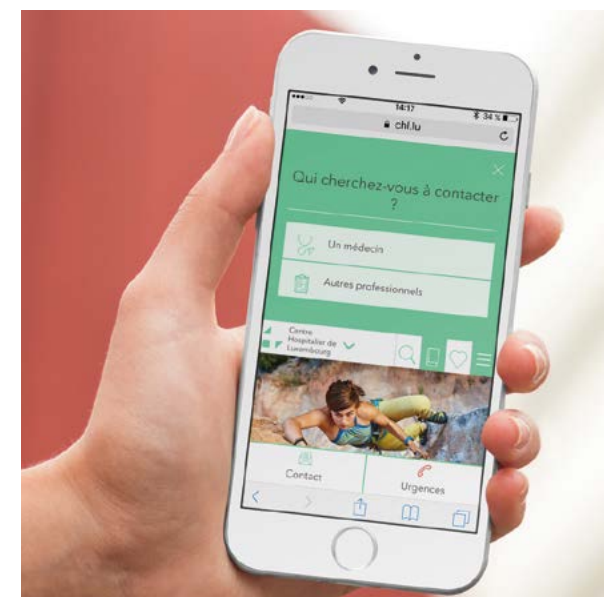 14:17
34 %
chl.lu
Qui cherchez-vous à contacter
?
Un médecin
Autres professionnels
Centre
Hospitalier de
Luxembourg
Contact
Urgences